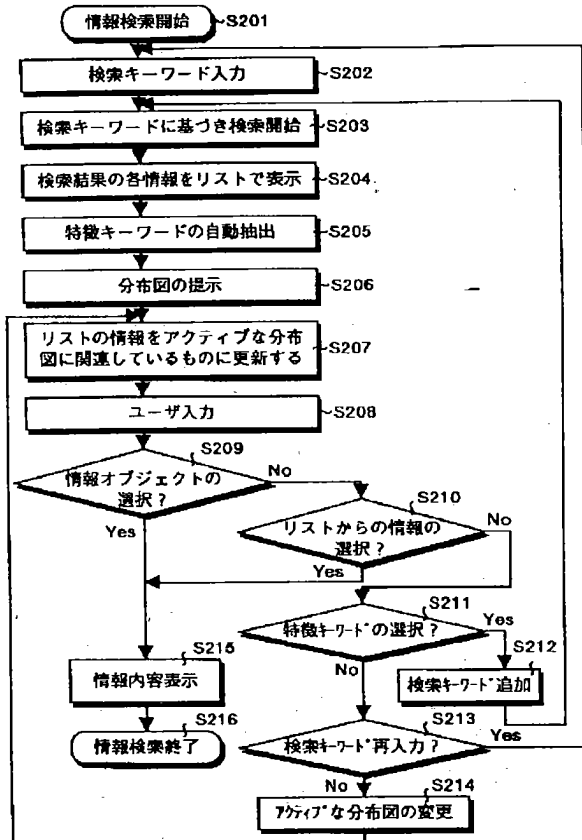 情報検索開始
S201
検索キーワード入力
S202
検索キーワードに基づき検索開始
S203
検索結果の各情報をリストで表示
S204
特徴キーワードの自動抽出
S205
分布図の提示
S206
リストの情報をアクティブな分布
図に関連しているものに更新する
S207
ユーザ入力
S208
S209
情報オブジェクトの
選択?
No
Yes
S210
リストからの情報の
選択?
No
Yes
S211
特徴キーワードの選択?
Yes
No
S212
検索キーワード追加
S213
検索キーワード再入力?
Yes
No
S214
アクティブな分布図の変更
S215
情報内容表示
S216
情報検索終了